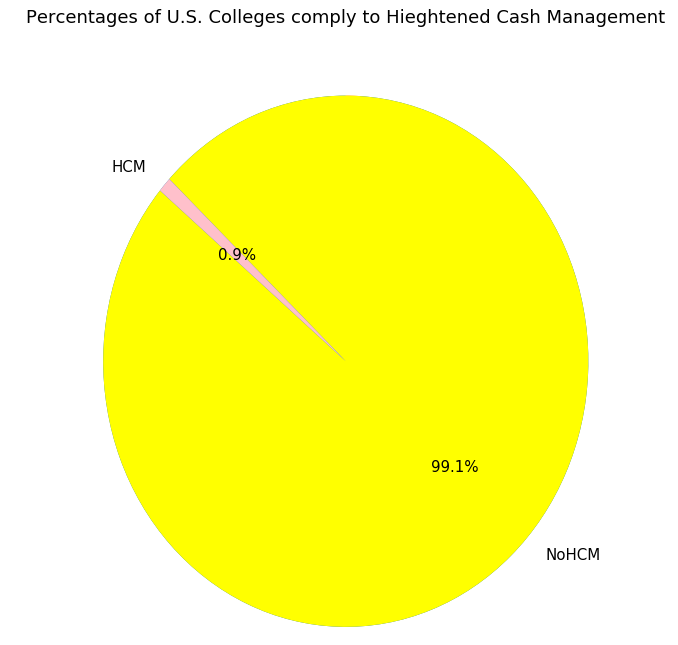 Percentages of U.S. Colleges comply to Hieghtened Cash Management
HCM
0.9%
99.1%
NoHCM